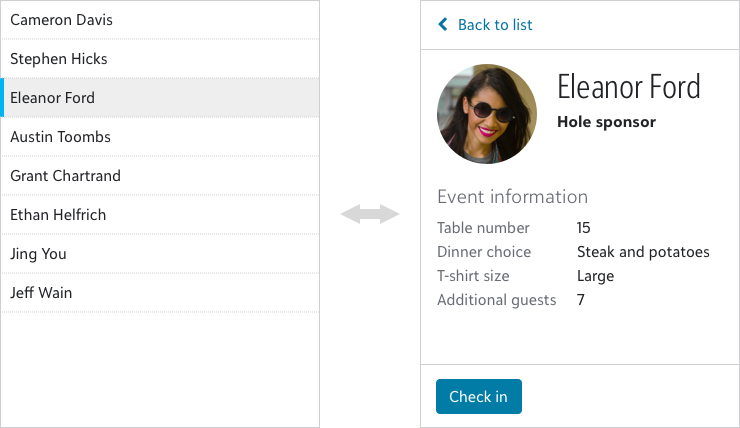 Cameron Davis
Stephen Hicks
Eleanor Ford
Austin Toombs
Grant Chartrand
Ethan Helfrich
Jing You
Jeff Wain
Back to list
Eleanor Ford
Hole sponsor
Event information
Table number 15
Dinner choice Steak and potatoes
T-shirt size Large
Additional guests 7
Check in